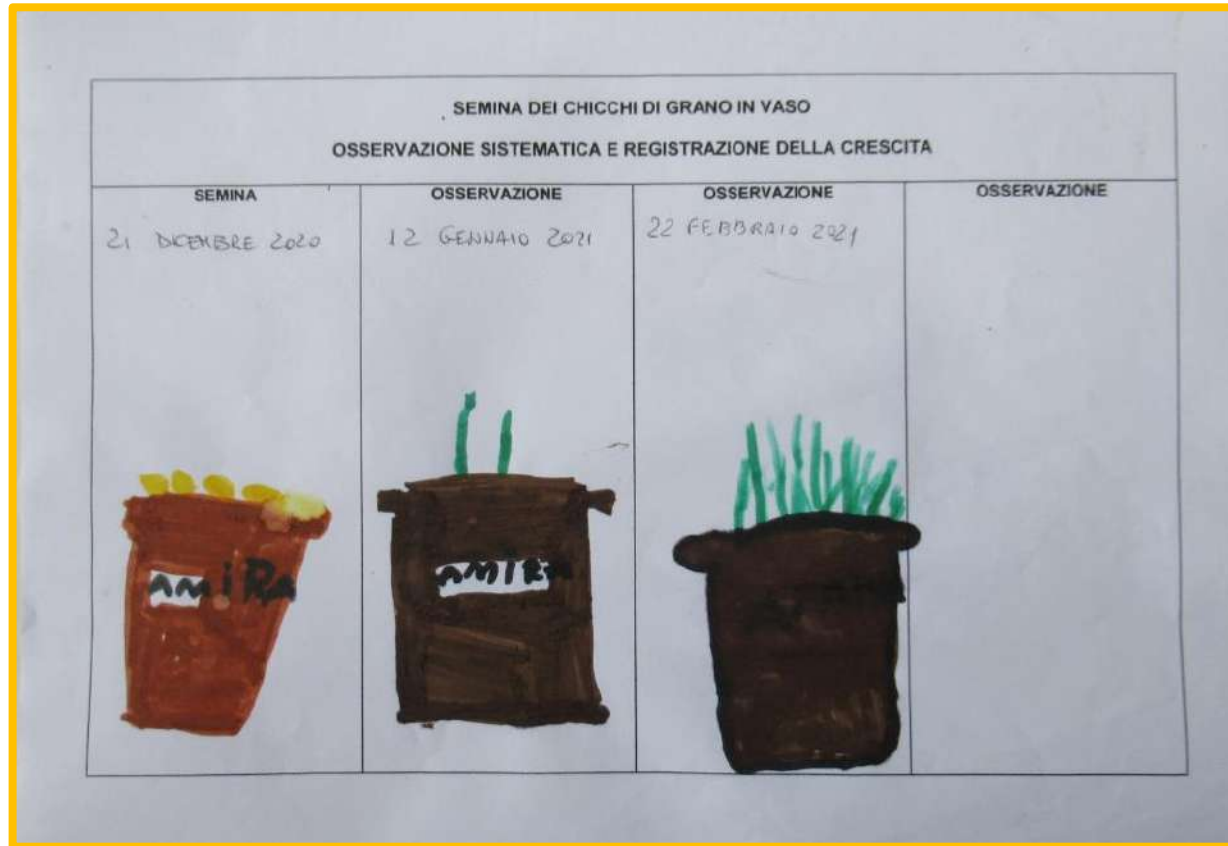 SEMINA DEI CHICCHI DI GRANO IN VASO
OSSERVAZIONE SISTEMATICA E REGISTRAZIONE DELLA CRESCITA
SEMINA
OSSERVAZIONE
OSSERVAZIONE
OSSERVAZIONE
21 DICEMBRE 2020
12 GENNAIO 2021
22 FEBBRAIO 2021
AMiRA
AMIRA